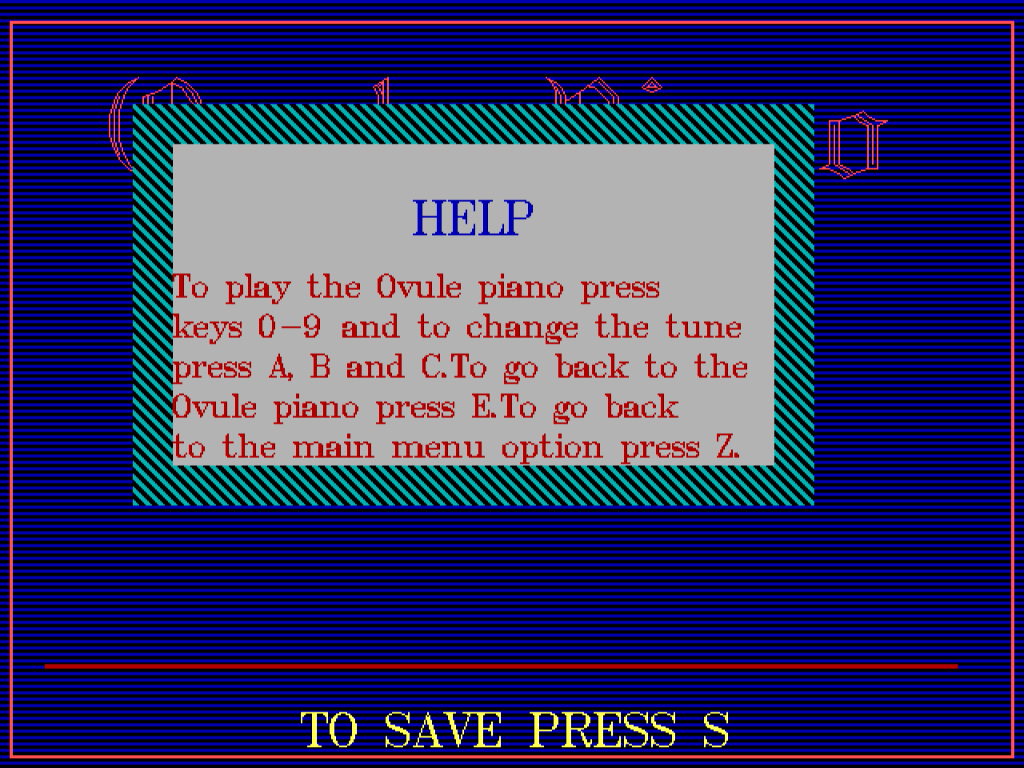 HELP
To play the Ovule piano press
keys 0-9 and to change the tune
press A, B and C.To go back to the
Ovule piano press E.To go back
to the main menu option press Z.
TO SAVE PRESS S